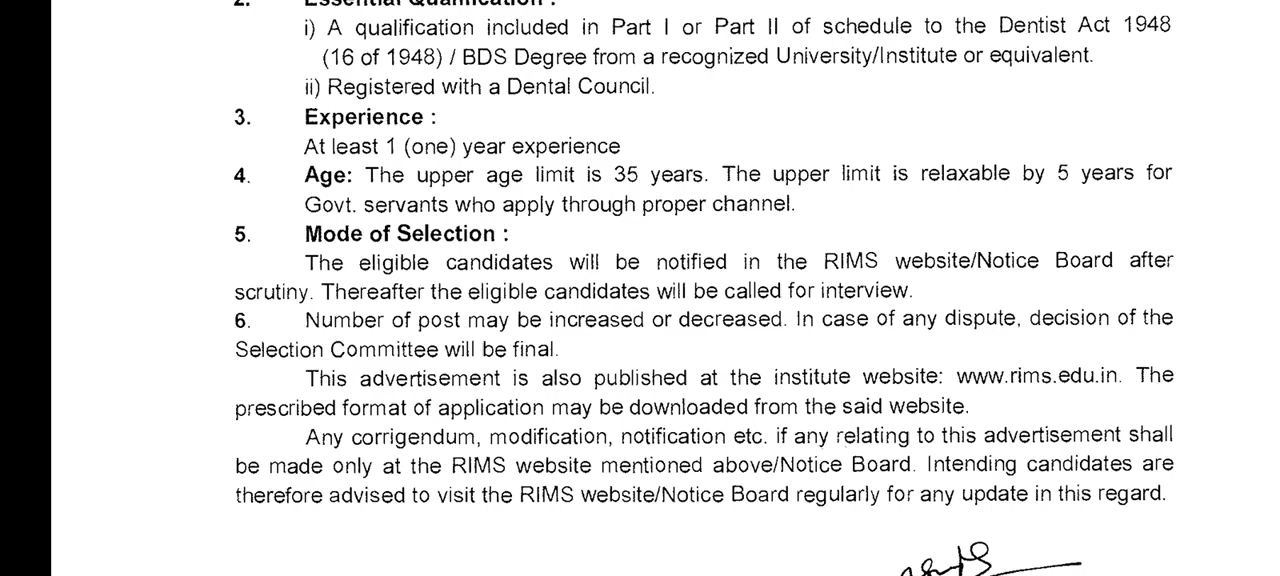 2. Essential Qualification :
i) A qualification included in Part I or Part II of schedule to the Dentist Act 1948
(16 of 1948) / BDS Degree from a recognized University/Institute or equivalent.
ii) Registered with a Dental Council.
3. Experience :
At least 1 (one) year experience
4. Age: The upper age limit is 35 years. The upper limit is relaxable by 5 years for
Govt. servants who apply through proper channel.
5. Mode of Selection :
The eligible candidates will be notified in the RIMS website/Notice Board after
scrutiny. Thereafter the eligible candidates will be called for interview.
6. Number of post may be increased or decreased. In case of any dispute, decision of the
Selection Committee will be final.
This advertisement is also published at the institute website: www.rims.edu.in. The
prescribed format of application may be downloaded from the said website.
Any corrigendum, modification, notification etc. if any relating to this advertisement shall
be made only at the RIMS website mentioned above/Notice Board. Intending candidates are
therefore advised to visit the RIMS website/Notice Board regularly for any update in this regard.